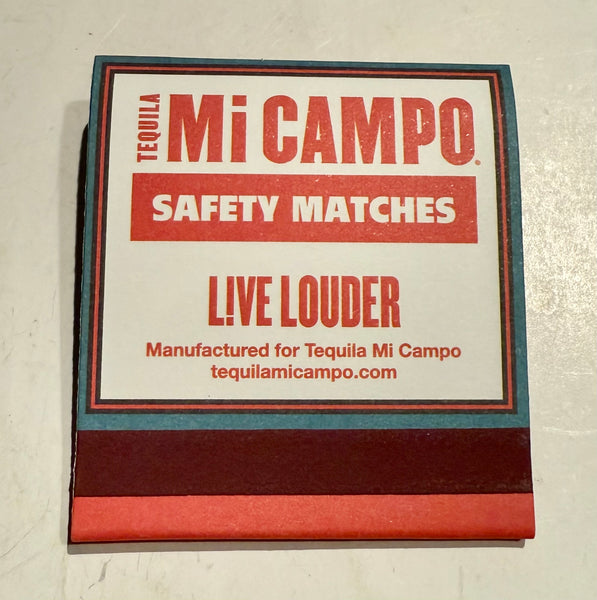 TEQUILA
Mi CAMPO.
SAFETY MATCHES
L!VE LOUDER
Manufactured for Tequila Mi Campo
tequilamicampo.com